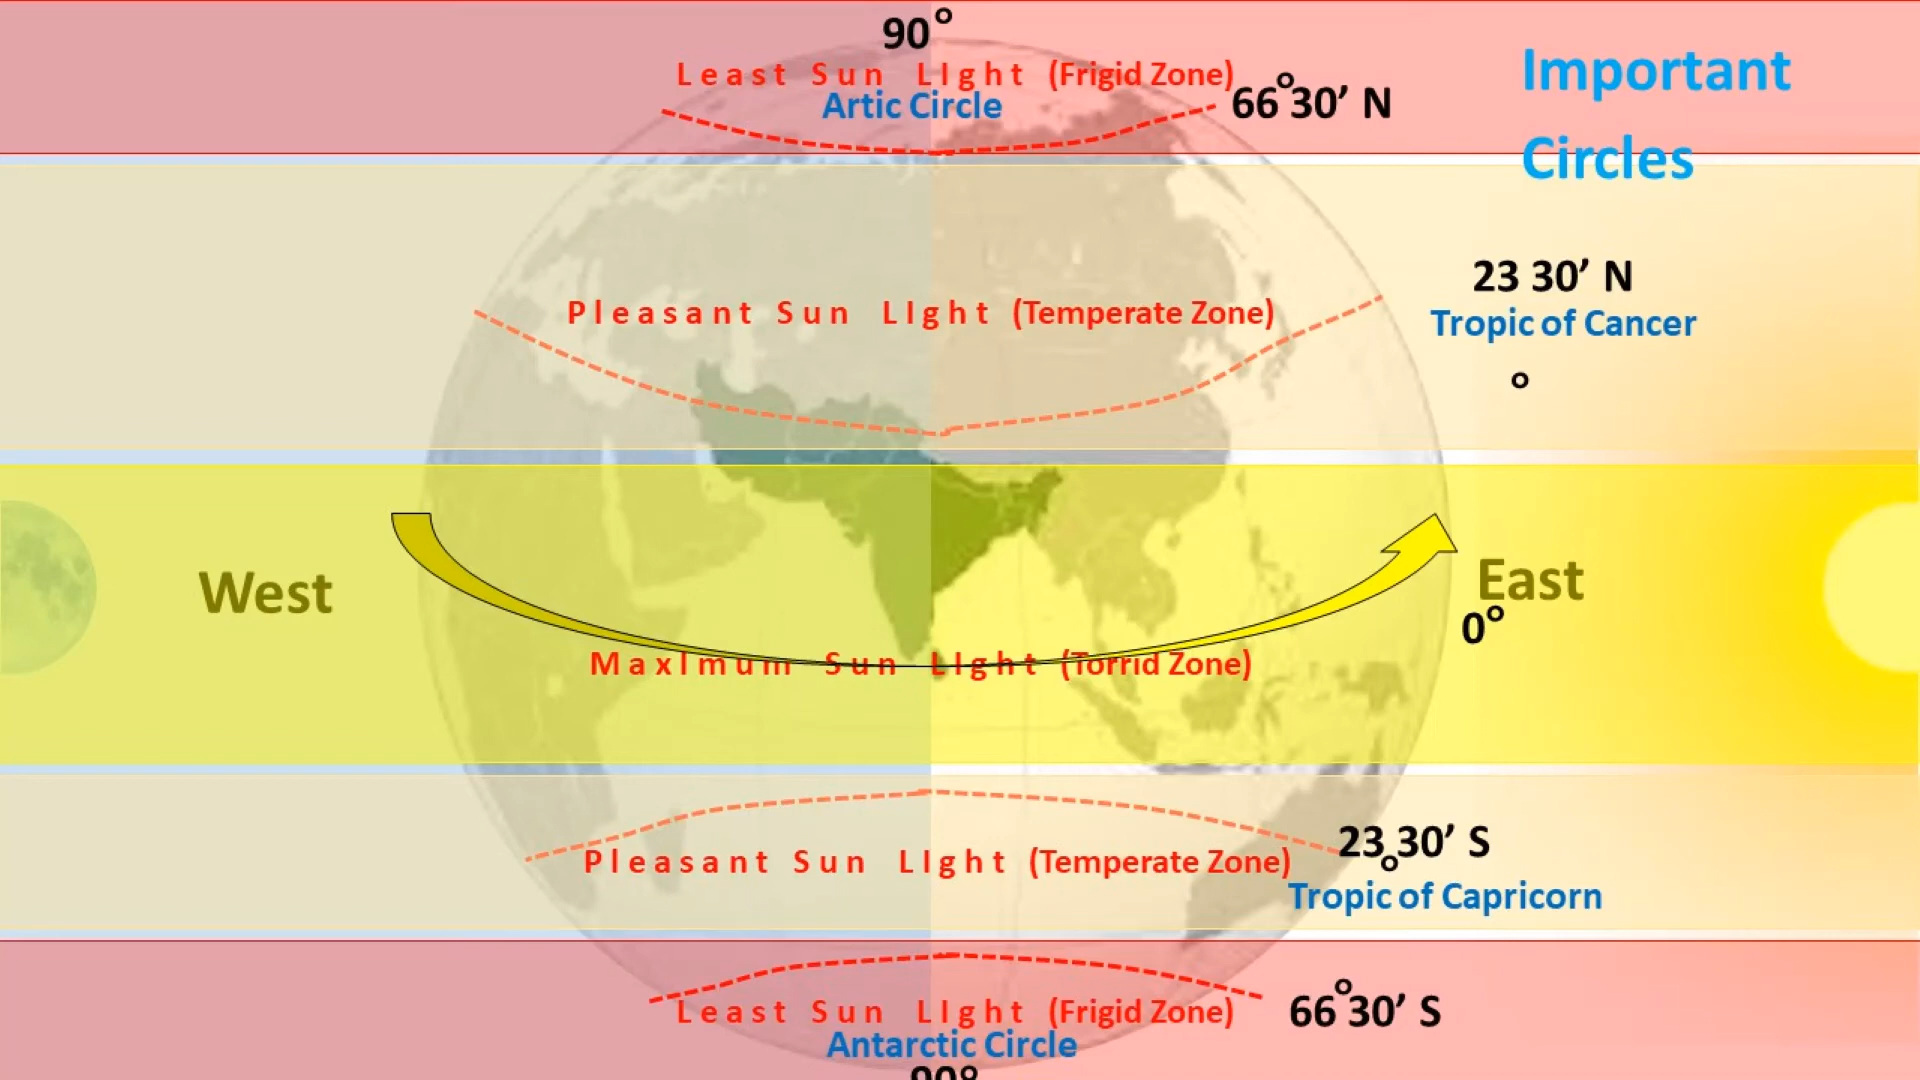 90°
Least Sun LIght (Frigid Zone)
Artic Circle
66°30’ N
Important
Circles
23 30’ N
Tropic of Cancer
°
Pleasant Sun LIght (Temperate Zone)
West
East
0°
MaxImum Sun LIght (Torrid Zone)
23°30’ S
Pleasant Sun LIght (Temperate Zone)
Tropic of Capricorn
66°30’ S
Least Sun LIght (Frigid Zone)
Antarctic Circle
90°